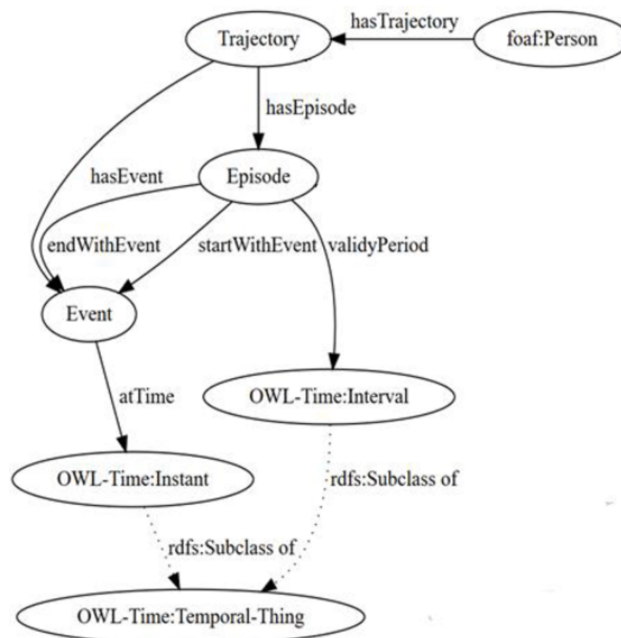 hasTrajectory
Trajectory
foaf:Person
hasEpisode
hasEvent
Episode
endWithEvent
startWithEvent
validyPeriod
Event
atTime
OWL-Time:Interval
OWL-Time:Instant
rdfs:Subclass of
rdfs:Subclass of
OWL-Time:Temporal-Thing